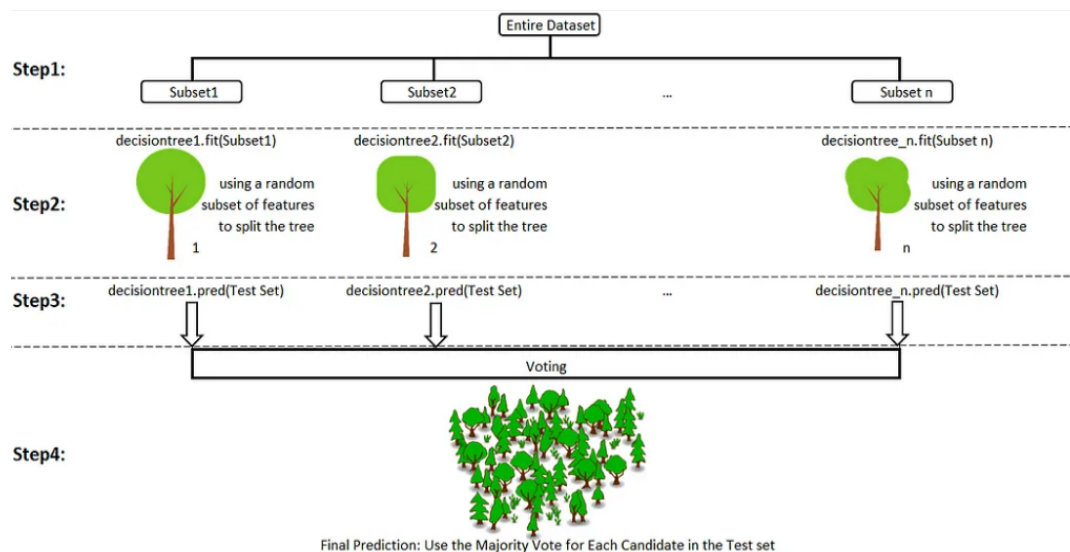 Entire Dataset
Step1:
Subset1
Subset2
...
Subset n
decisiontree1.fit(Subset1)
decisiontree2.fit(Subset2)
decisiontree_n.fit(Subset n)
Step2:
using a random
subset of features
to split the tree
1
using a random
subset of features
to split the tree
2
using a random
subset of features
to split the tree
n
Step3:
decisiontree1.pred(Test Set)
decisiontree2.pred(Test Set)
...
decisiontree_n.pred(Test Set)
Voting
Step4:
Final Prediction: Use the Majority Vote for Each Candidate in the Test set